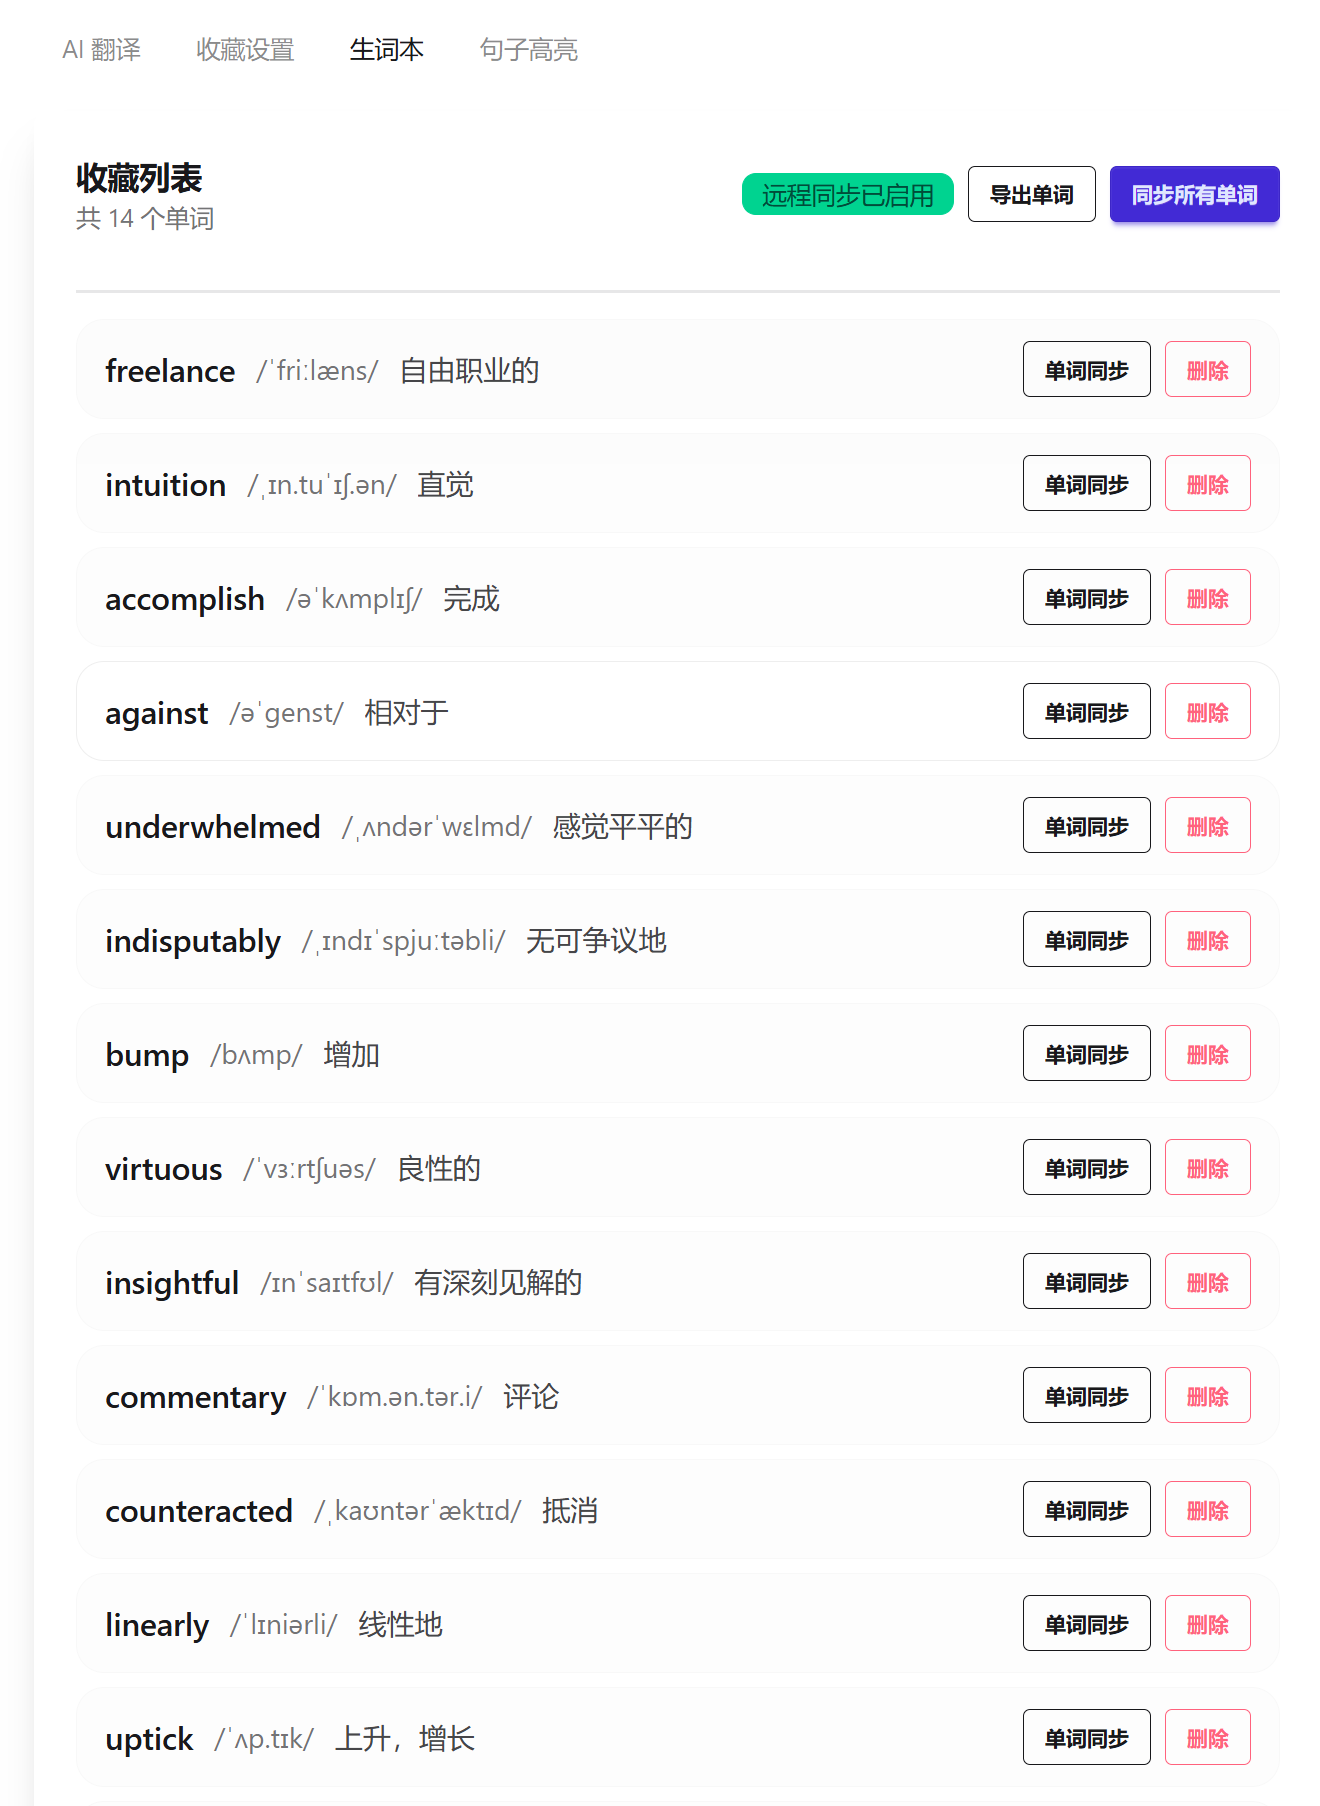 AI 翻译 收藏设置 生词本 句子高亮
收藏列表
共 14 个单词
远程同步已启用 导出单词 同步所有单词
freelance /ˈfriːlæns/ 自由职业的 单词同步 删除
intuition /ˌɪn.tuˈɪʃ.ən/ 直觉 单词同步 删除
accomplish /əˈkʌmplɪʃ/ 完成 单词同步 删除
against /əˈɡenst/ 相对于 单词同步 删除
underwhelmed /ˌʌndərˈwɛlmd/ 感觉平平的 单词同步 删除
indisputably /ˌɪndɪˈspjuːtəbli/ 无可争议地 单词同步 删除
bump /bʌmp/ 增加 单词同步 删除
virtuous /ˈvɜːrtʃuəs/ 良性的 单词同步 删除
insightful /ɪnˈsaɪtfʊl/ 有深刻见解的 单词同步 删除
commentary /ˈkɒm.ən.tər.i/ 评论 单词同步 删除
counteracted /ˌkaʊntərˈæktɪd/ 抵消 单词同步 删除
linearly /ˈlɪniərli/ 线性地 单词同步 删除
uptick /ˈʌp.tɪk/ 上升，增长 单词同步 删除